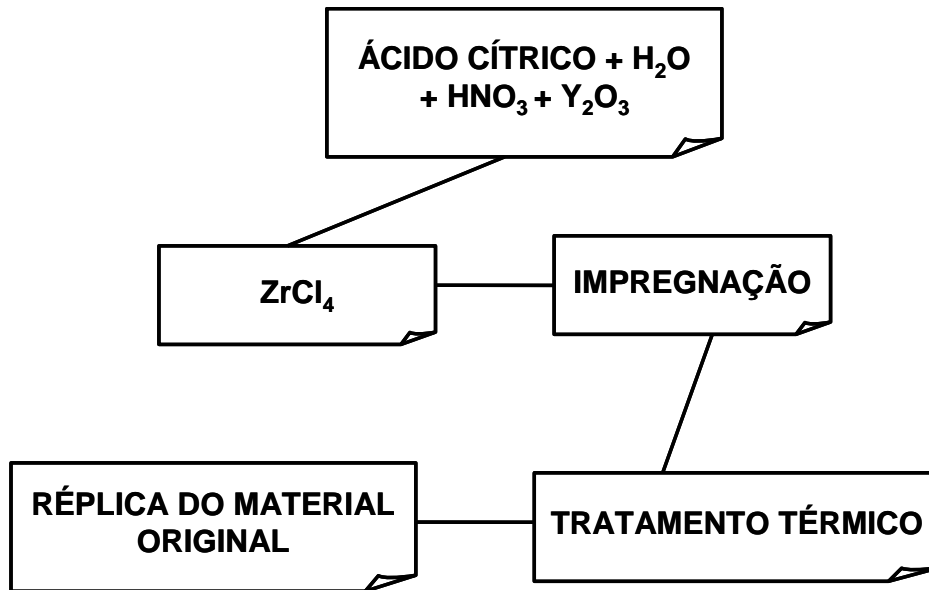 ÁCIDO CÍTRICO + H₂O
+ HNO₃ + Y₂O₃
ZrCl₄
IMPREGNAÇÃO
RÉPLICA DO MATERIAL
ORIGINAL
TRATAMENTO TÉRMICO